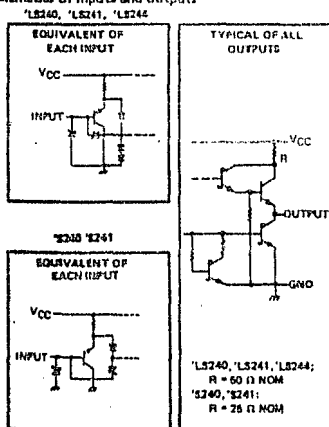 'LS240, 'LS241, 'LS244
EQUIVALENT OF
EACH INPUT
VCC
INPUT
'S240 'S241
EQUIVALENT OF
EACH INPUT
VCC
INPUT
TYPICAL OF ALL
OUTPUTS
VCC
R
OUTPUT
GND
'LS240, 'LS241, 'LS244:
R = 50 Ω NOM
'S240, 'S241:
R = 25 Ω NOM